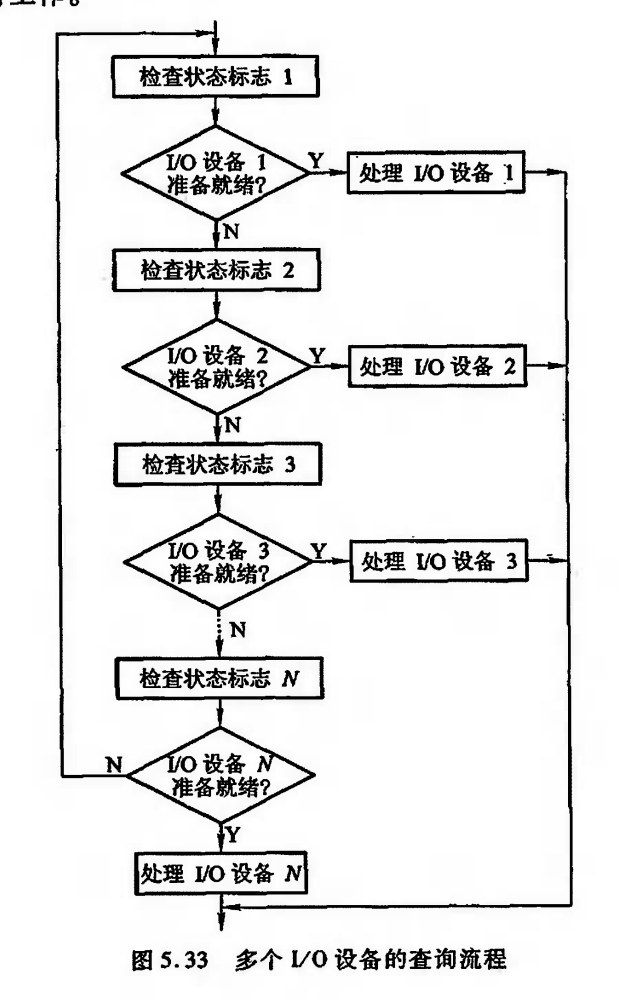 工作。
检查状态标志 1
I/O 设备 1
准备就绪?
Y
处理 I/O 设备 1
N
检查状态标志 2
I/O 设备 2
准备就绪?
Y
处理 I/O 设备 2
N
检查状态标志 3
I/O 设备 3
准备就绪?
Y
处理 I/O 设备 3
N
检查状态标志 N
N
I/O 设备 N
准备就绪?
Y
处理 I/O 设备 N
图 5.33 多个 I/O 设备的查询流程